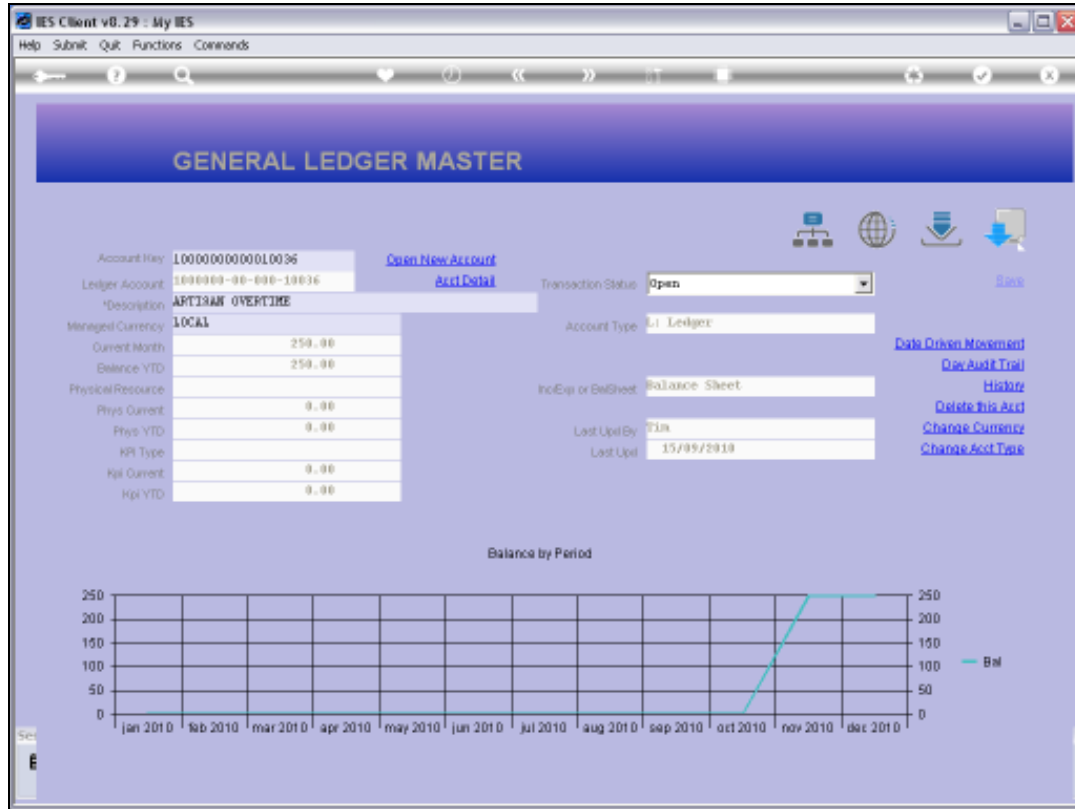 IES Client v8.29 : My IES
Help Submit Quit Functions Commands
GENERAL LEDGER MASTER
Account Key 10000000000010036 Open New Account
Ledger Account 1000000-00-000-10036 Acct Detail Transaction Status Open Save
*Description ARTISAN OVERTIME
Managed Currency LOCAL Account Type L: Ledger
Current Month 250.00 Date Driven Movement
Balance YTD 250.00 Day Audit Trail
Physical Resource Inc/Exp or BalSheet Balance Sheet History
Phys Current 0.00 Delete this Acct
Phys YTD 0.00 Last Upd By Tim Change Currency
KPI Type Last Upd 15/09/2010 Change Acct Type
Kpi Current 0.00
Kpi YTD 0.00
Balance by Period
250 250
200 200
150 150
100 100 Bal
50 50
0 0
jan 2010 feb 2010 mar 2010 apr 2010 may 2010 jun 2010 jul 2010 aug 2010 sep 2010 oct 2010 nov 2010 dec 2010